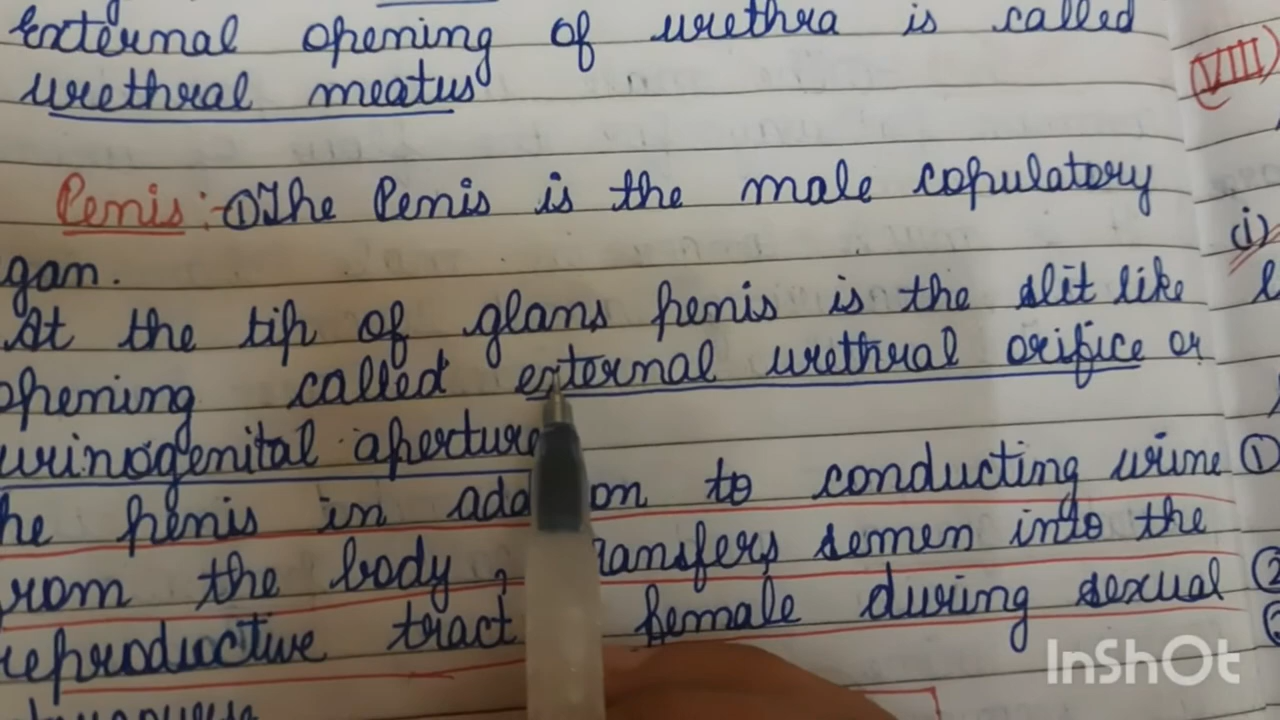 external opening of urethra is called
urethral meatus
(VIII)
Penis:- ① The Penis is the male copulatory
gan.
(i)
At the tip of glans penis is the slit like
opening called external urethral orifice or
urinogenital aperture
he penis in add on to conducting urine ①
rom the body, ransfers semen into the
reproductive tract female during sexual ②
InShOt